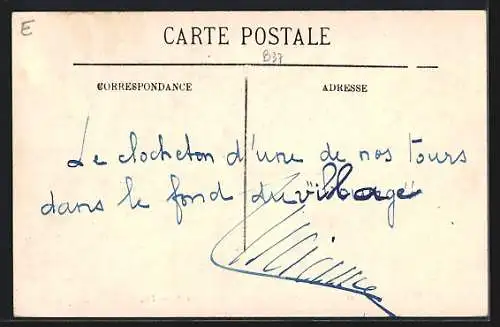 E
CARTE POSTALE
B37
CORRESPONDANCE ADRESSE
Le clocheton d'une de nos tours
dans le fond du village